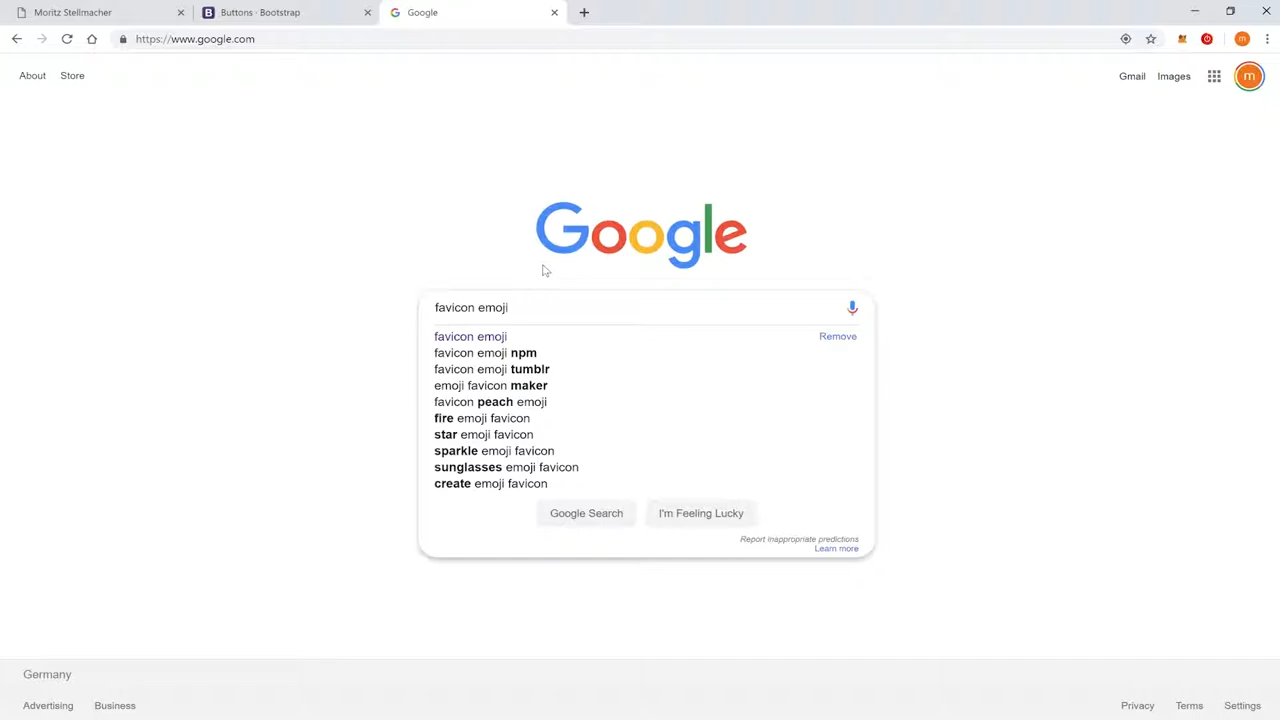 Moritz Stellmacher
B Buttons · Bootstrap
G Google
https://www.google.com
m
About Store
Gmail Images
m
Google
favicon emoji
favicon emoji Remove
favicon emoji npm
favicon emoji tumblr
emoji favicon maker
favicon peach emoji
fire emoji favicon
star emoji favicon
sparkle emoji favicon
sunglasses emoji favicon
create emoji favicon
Google Search I'm Feeling Lucky
Report inappropriate predictions
Learn more
Germany
Advertising Business
Privacy Terms Settings